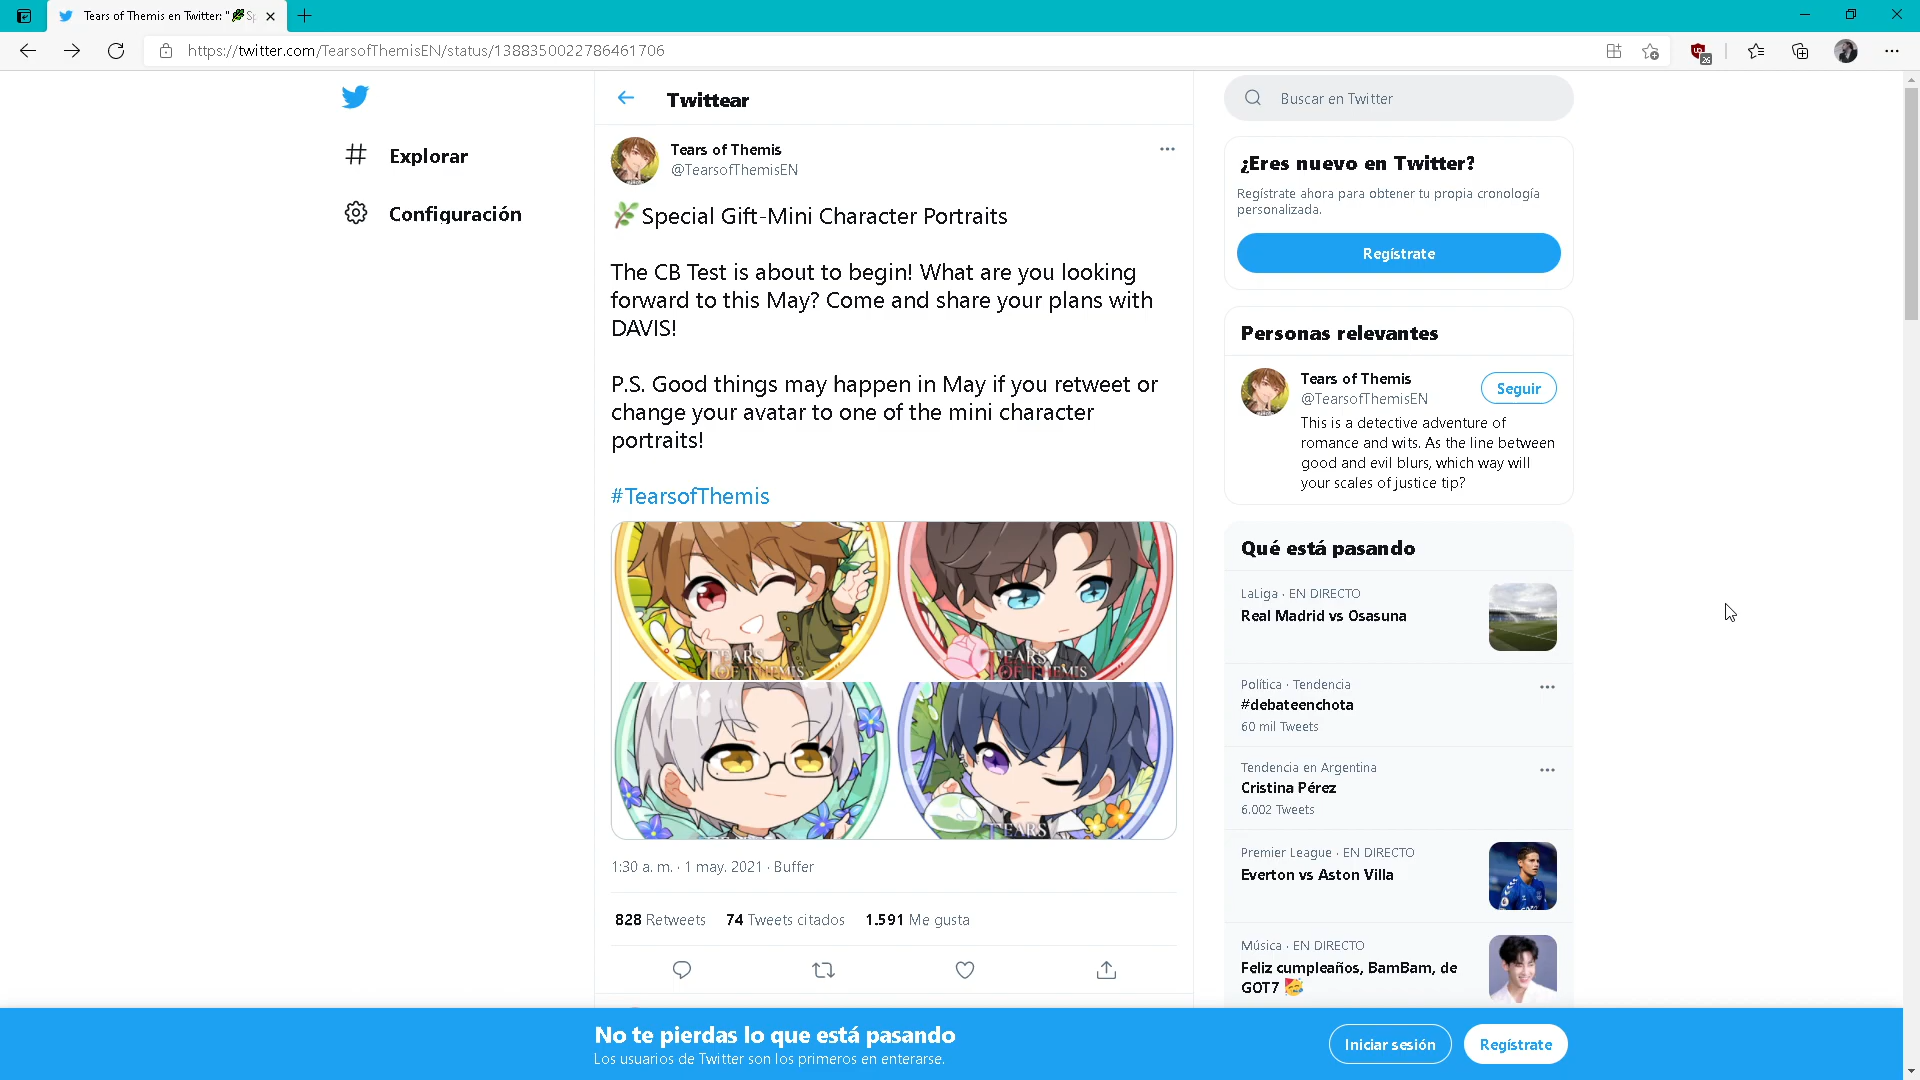 Tears of Themis en Twitter: "🌿Sp
https://twitter.com/TearsofThemisEN/status/1388350022786461706
26
Explorar
Configuración
Twittear
Tears of Themis
@TearsofThemisEN
🌿Special Gift-Mini Character Portraits
The CB Test is about to begin! What are you looking
forward to this May? Come and share your plans with
DAVIS!
P.S. Good things may happen in May if you retweet or
change your avatar to one of the mini character
portraits!
#TearsofThemis
TEARS
OF THEMIS
TEARS
OF THEMIS
TEARS
1:30 a. m. · 1 may. 2021 · Buffer
828 Retweets 74 Tweets citados 1.591 Me gusta
Buscar en Twitter
¿Eres nuevo en Twitter?
Regístrate ahora para obtener tu propia cronología
personalizada.
Regístrate
Personas relevantes
Tears of Themis
@TearsofThemisEN
Seguir
This is a detective adventure of
romance and wits. As the line between
good and evil blurs, which way will
your scales of justice tip?
Qué está pasando
LaLiga · EN DIRECTO
Real Madrid vs Osasuna
Política · Tendencia
#debateenchota
60 mil Tweets
Tendencia en Argentina
Cristina Pérez
6.002 Tweets
Premier League · EN DIRECTO
Everton vs Aston Villa
Música · EN DIRECTO
Feliz cumpleaños, BamBam, de
GOT7 🥳
No te pierdas lo que está pasando
Los usuarios de Twitter son los primeros en enterarse.
Iniciar sesión
Regístrate